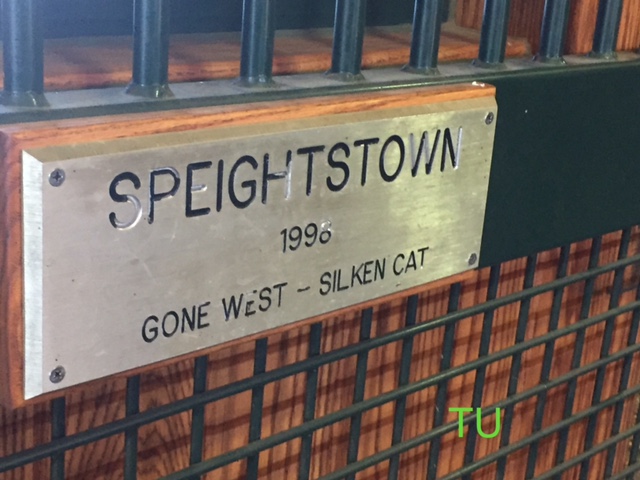 SPEIGHTSTOWN
1998
GONE WEST - SILKEN CAT
TU